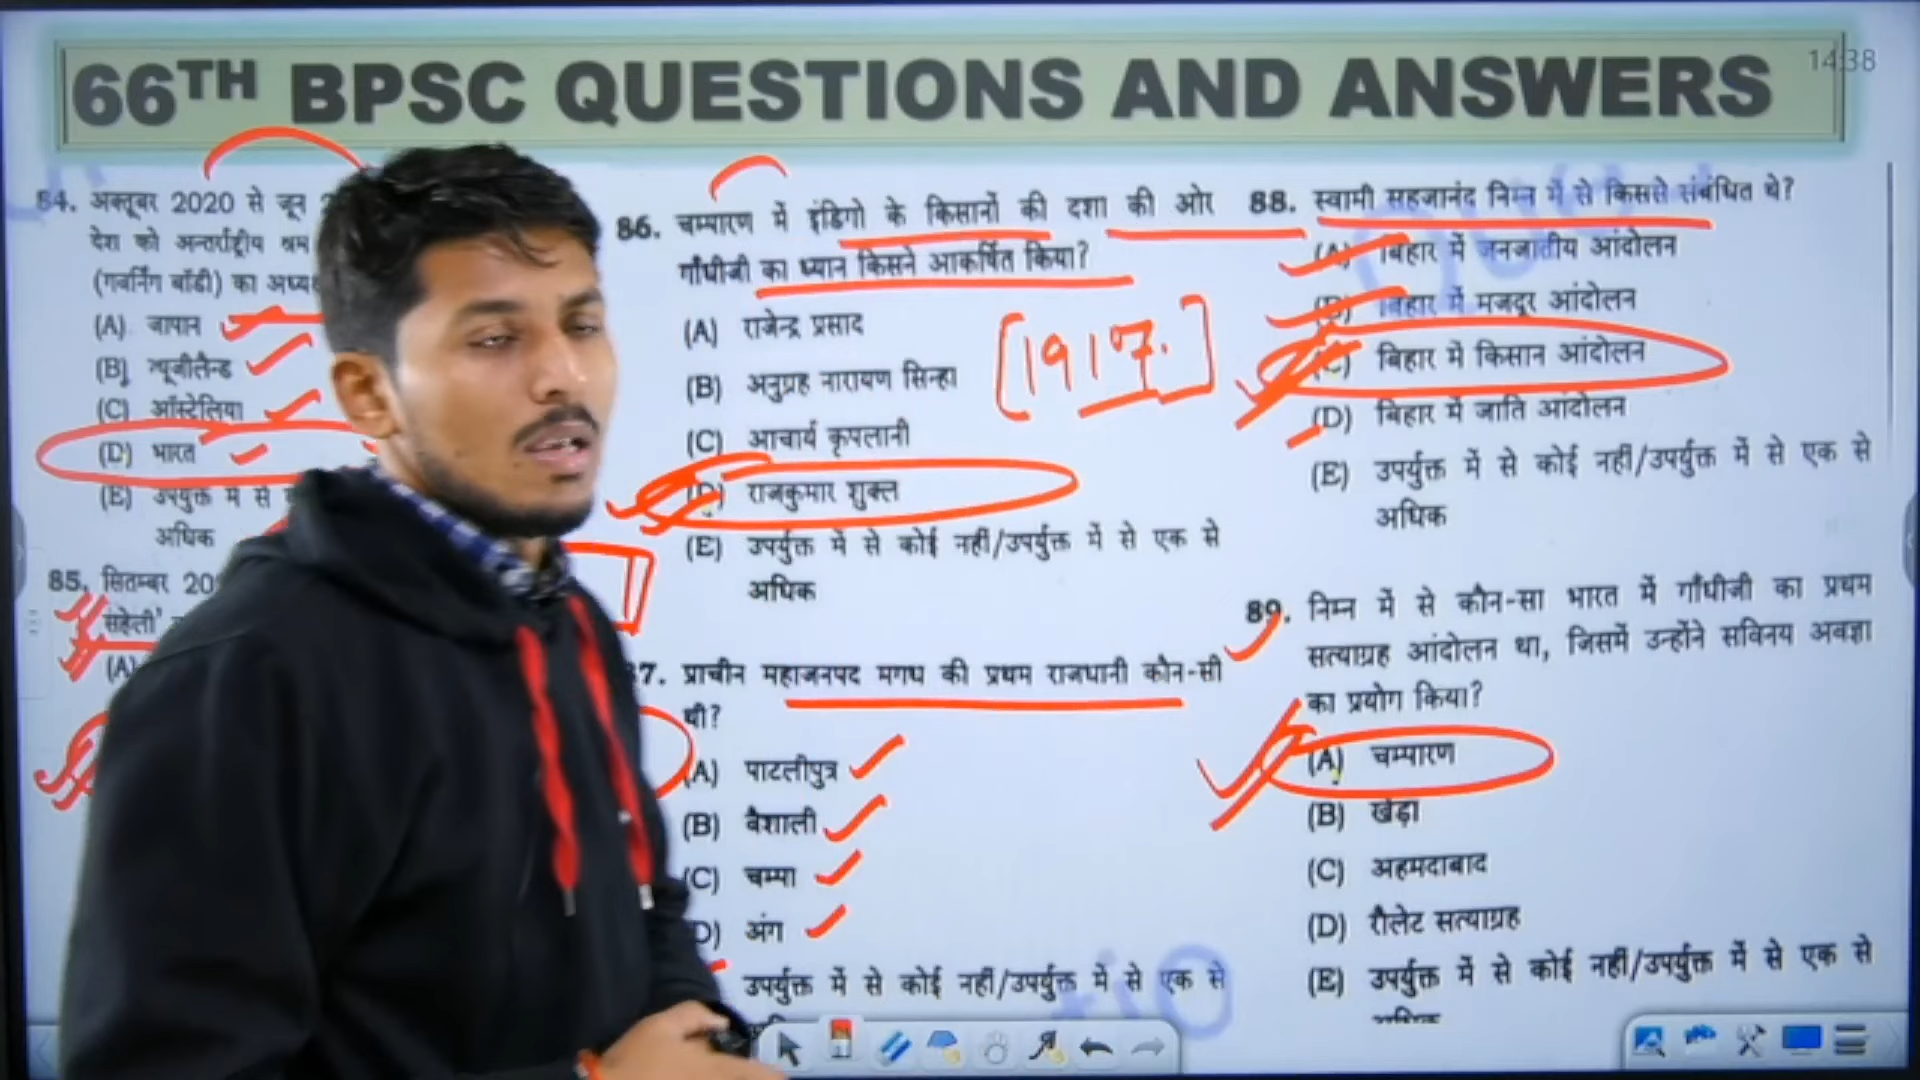 66TH BPSC QUESTIONS AND ANSWERS
14:38
84. अक्तूबर 2020 से जून
देश को अन्तर्राष्ट्रीय श्रम
(गवर्निंग बॉडी) का
(A) जापान
(B) न्यूजीलैन्ड
(C) ऑस्टेलिया
(D) भारत
(E) उपर्युक्त में से
अधिक
85. सितम्बर
सहेली'
(A)
86. चम्पारण में इंडिगो के किसानों की दशा की ओर
गाँधीजी का ध्यान किसने आकर्षित किया?
(A) राजेन्द्र प्रसाद
(B) अनुग्रह नारायण सिन्हा
[1917.]
(C) आचार्य कृपलानी
(D) राजकुमार शुक्ल
(E) उपर्युक्त में से कोई नहीं/उपर्युक्त में से एक से
अधिक
87. प्राचीन महाजनपद मगध की प्रथम राजधानी कौन-सी
थी?
(A) पाटलीपुत्र
(B) वैशाली
(C) चम्पा
(D) अंग
उपर्युक्त में से कोई नहीं/उपर्युक्त में से एक से
88. स्वामी सहजानंद निम्न में से किससे संबंधित थे?
(A) बिहार में जनजातीय आंदोलन
(B) बिहार में मजदूर आंदोलन
(C) बिहार में किसान आंदोलन
(D) बिहार में जाति आंदोलन
(E) उपर्युक्त में से कोई नहीं/उपर्युक्त में से एक से
अधिक
89. निम्न में से कौन-सा भारत में गाँधीजी का प्रथम
सत्याग्रह आंदोलन था, जिसमें उन्होंने सविनय अवज्ञा
का प्रयोग किया?
(A) चम्पारण
(B) खेड़ा
(C) अहमदाबाद
(D) रौलेट सत्याग्रह
(E) उपर्युक्त में से कोई नहीं/उपर्युक्त में से एक से
अधिक